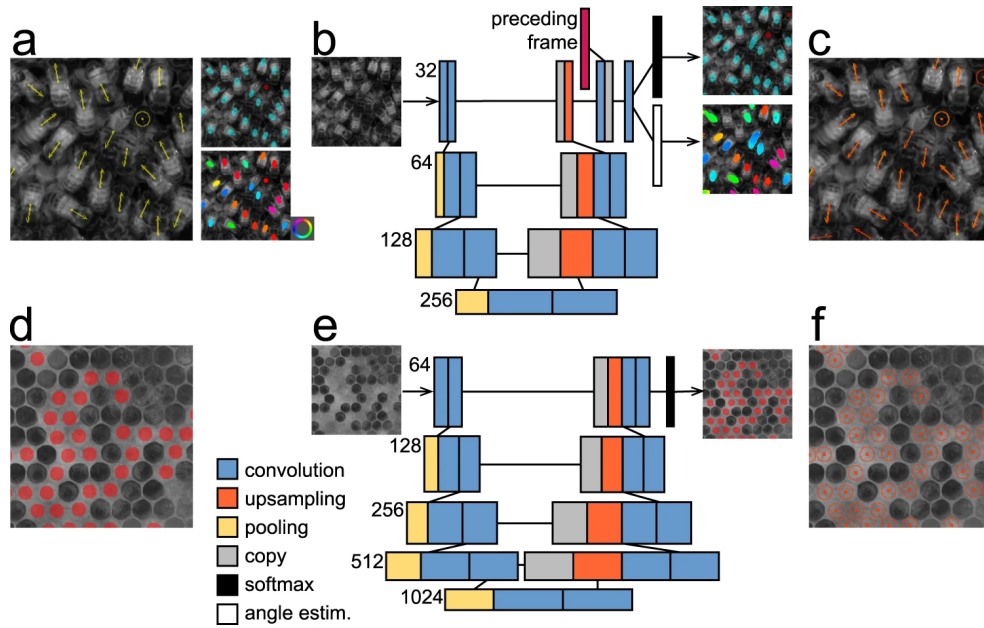 a
b
preceding
frame
c
32
64
128
256
d
e
f
64
128
256
512
1024
convolution
upsampling
pooling
copy
softmax
angle estim.